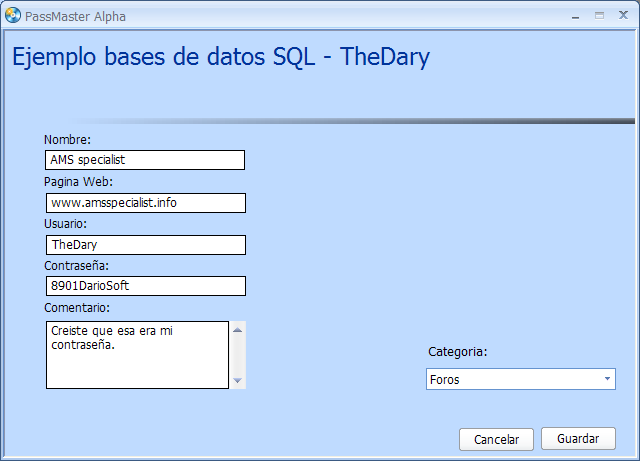 PassMaster Alpha
Ejemplo bases de datos SQL - TheDary
Nombre:
AMS specialist
Pagina Web:
www.amsspecialist.info
Usuario:
TheDary
Contraseña:
8901DarioSoft
Comentario:
Creiste que esa era mi
contraseña.
Categoria:
Foros
Cancelar
Guardar